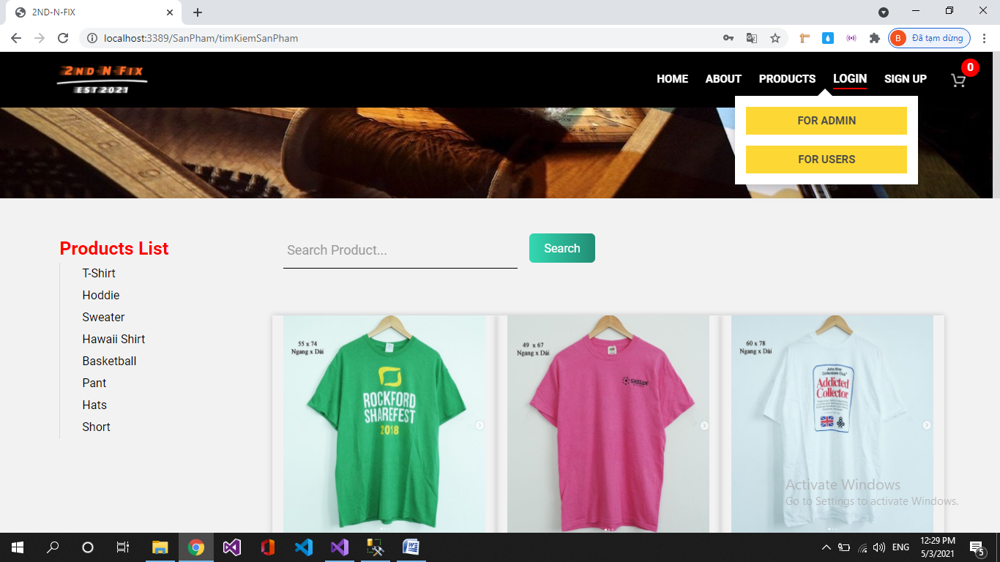 2ND-N-FIX
localhost:3389/SanPham/timKiemSanPham
B Đã tạm dừng
2ND N FIX
EST 2021
HOME ABOUT PRODUCTS LOGIN SIGN UP 0
FOR ADMIN
FOR USERS
Products List
T-Shirt
Hoddie
Sweater
Hawaii Shirt
Basketball
Pant
Hats
Short
Search Product...
Search
55 x 74
Ngang x Dài
ROCKFORD
SHAREFEST
2018
49 x 67
Ngang x Dài
SHOGUN
60 x 78
Ngang x Dài
Addicted
Collector
Activate Windows
Go to Settings to activate Windows.
ENG
12:29 PM
5/3/2021
5